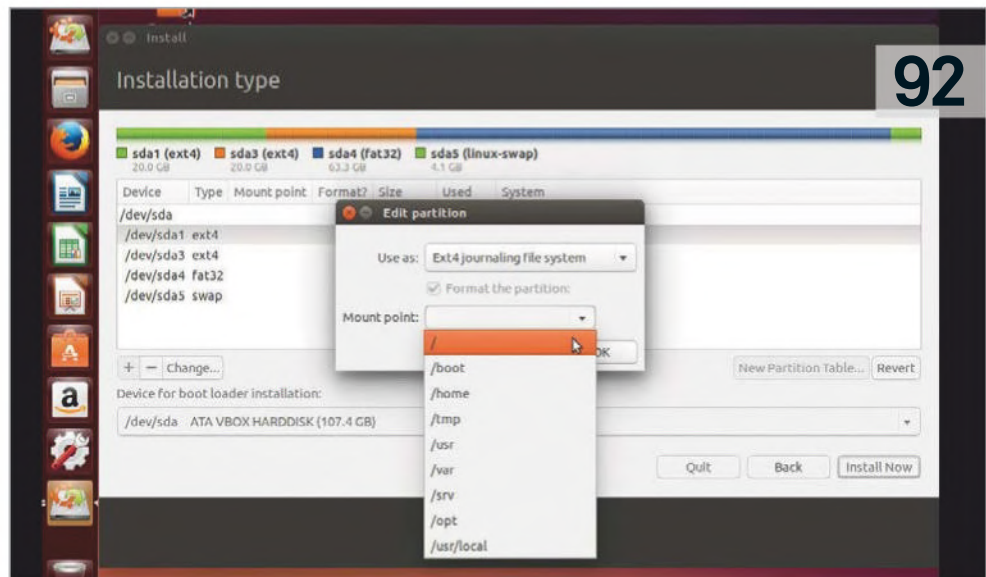 Install
Installation type
92
sda1 (ext4) sda3 (ext4) sda4 (fat32) sda5 (linux-swap)
20.0 GB 20.0 GB 63.3 GB 4.1 GB
Device Type Mount point Format? Size Used System
/dev/sda
/dev/sda1 ext4
/dev/sda3 ext4
/dev/sda4 fat32
/dev/sda5 swap
Edit partition
Use as: Ext4 journaling file system
Format the partition:
Mount point:
/
/boot
/home
/tmp
/usr
/var
/srv
/opt
/usr/local
OK
+ − Change... New Partition Table... Revert
Device for boot loader installation:
/dev/sda ATA VBOX HARDDISK (107.4 GB)
Quit Back Install Now